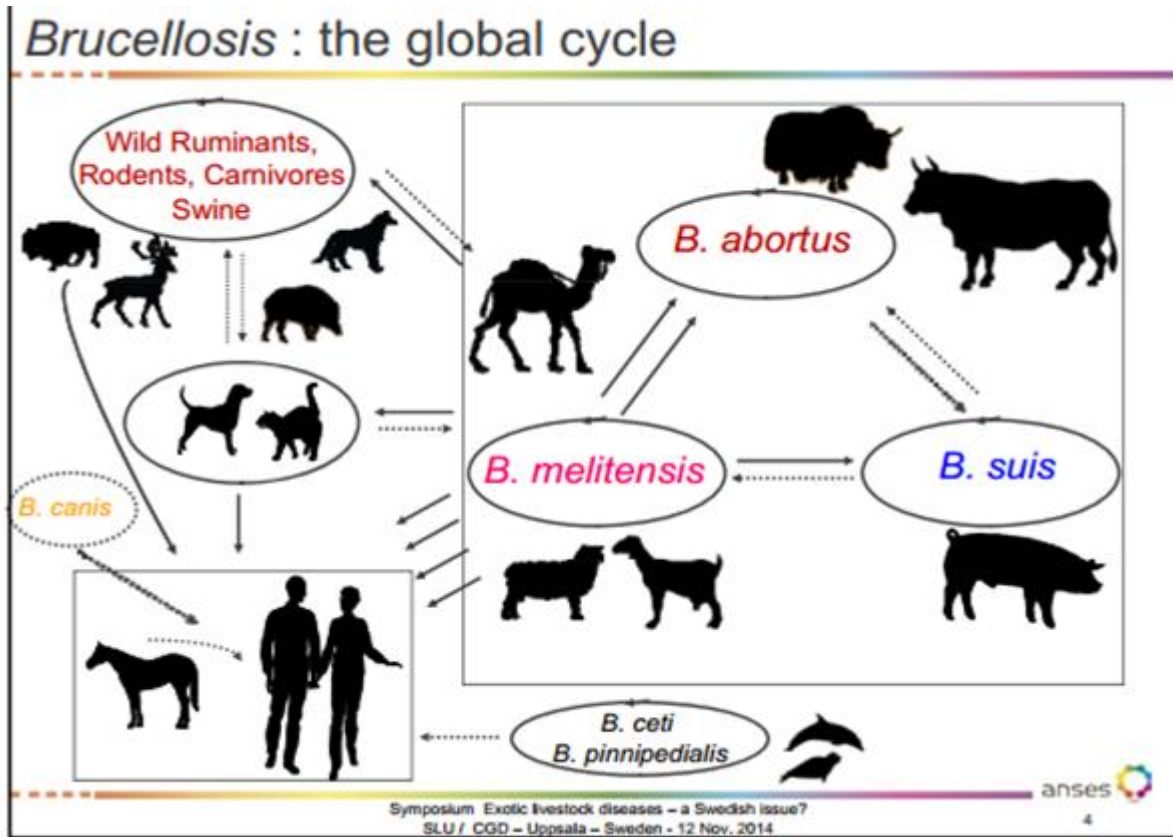 Brucellosis : the global cycle
Wild Ruminants,
Rodents, Carnivores
Swine
B. abortus
B. melitensis
B. suis
B. canis
B. ceti
B. pinnipedialis
anses
Symposium Exotic livestock diseases – a Swedish issue?
SLU / CGD – Uppsala – Sweden - 12 Nov. 2014
4